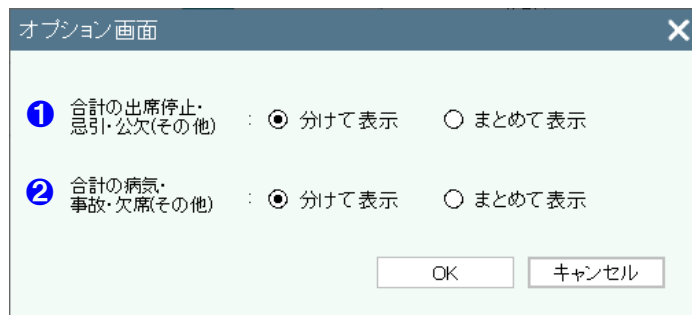 オプション画面
❶ 合計の出席停止・
忌引・公欠(その他) : 分けて表示 まとめて表示
❷ 合計の病気・
事故・欠席(その他) : 分けて表示 まとめて表示
OK キャンセル